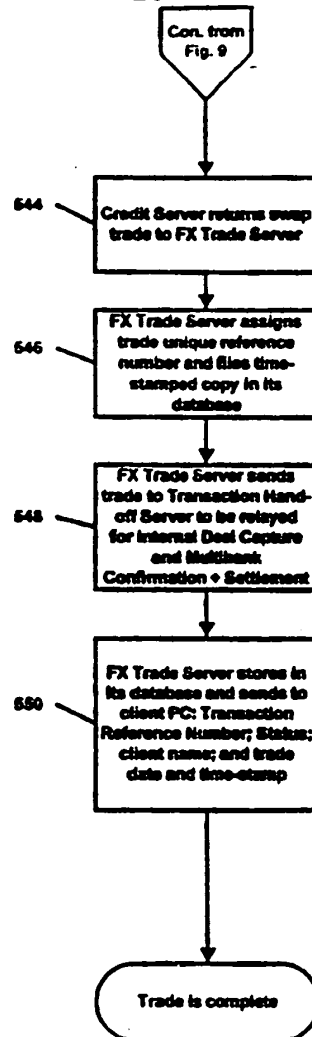 Con. from
Fig. 9
544
Credit Server returns swap
trade to FX Trade Server
546
FX Trade Server assigns
trade unique reference
number and files time-
stamped copy in its
database
548
FX Trade Server sends
trade to Transaction Hand-
off Server to be relayed
for Internal Deal Capture
and Multibank
Confirmation + Settlement
550
FX Trade Server stores in
its database and sends to
client PC: Transaction
Reference Number; Status;
client name; and trade
date and time-stamp
Trade is complete